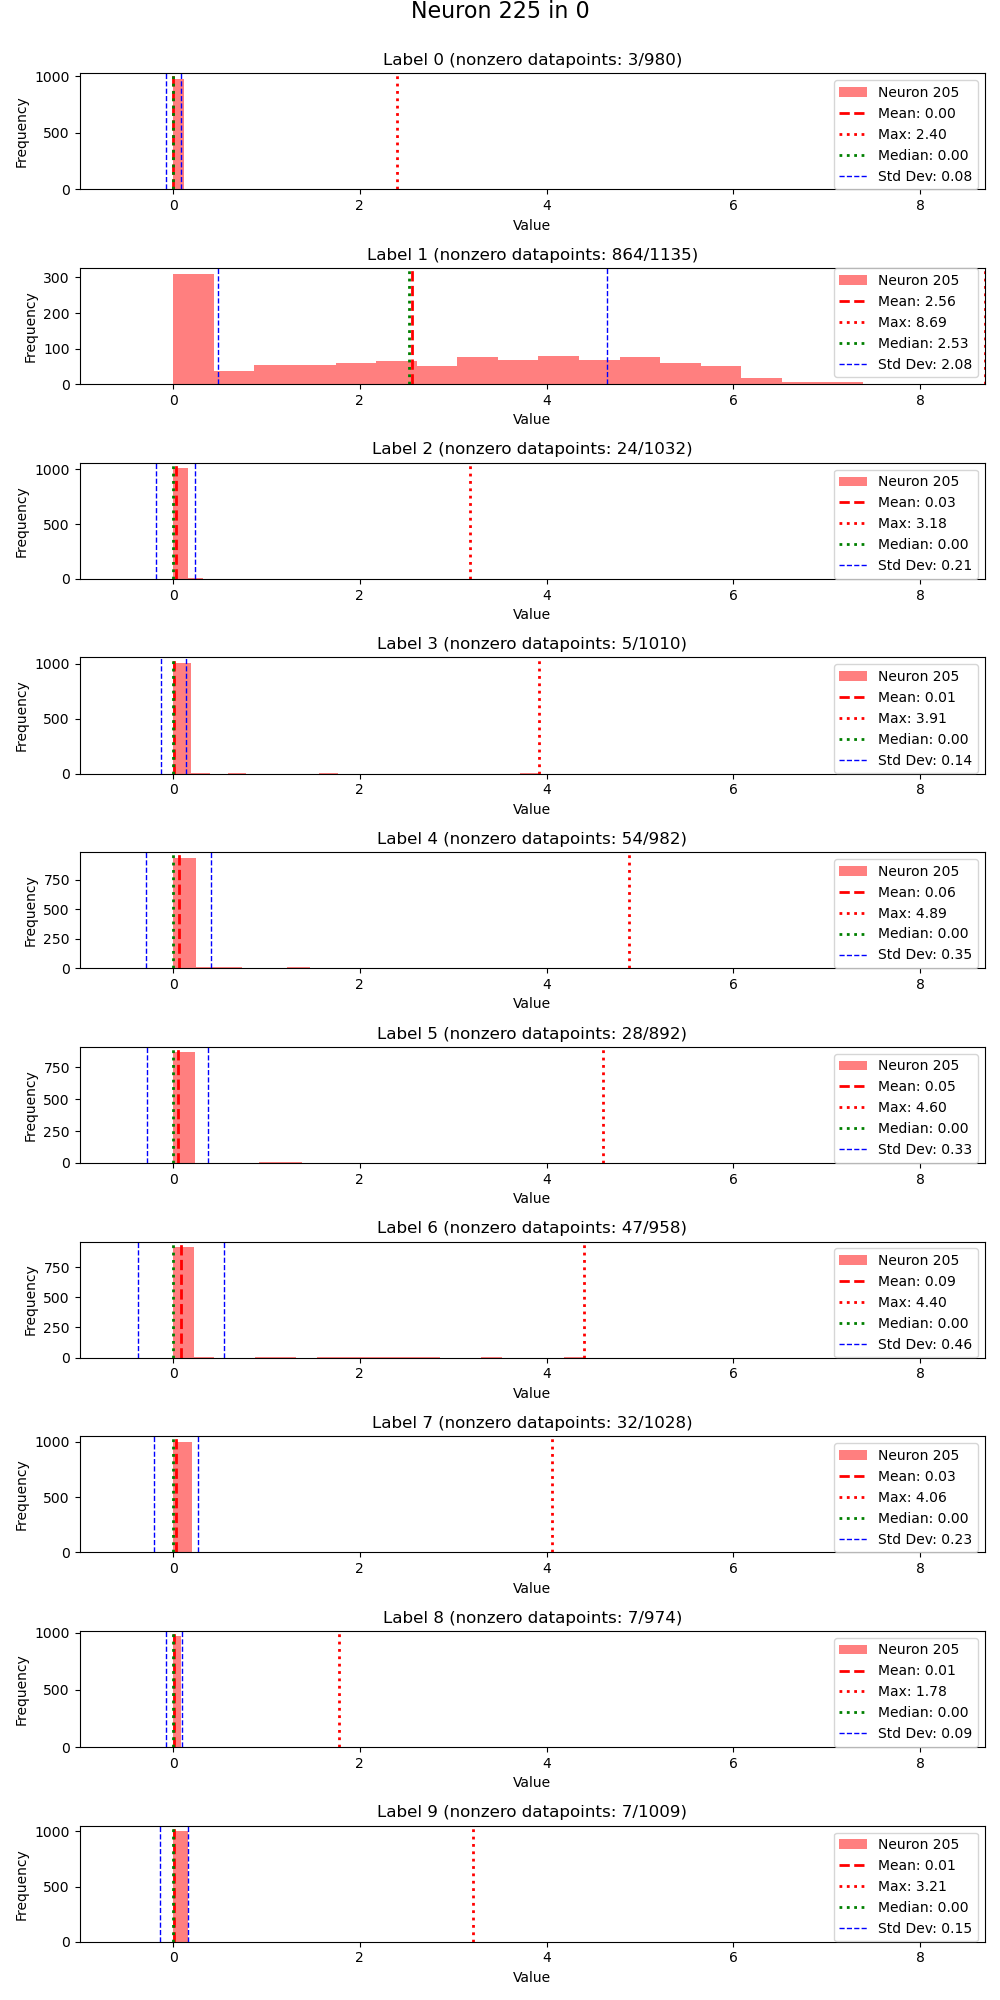 Neuron 225 in 0
Label 0 (nonzero datapoints: 3/980)
1000
500
0
Frequency
Neuron 205
Mean: 0.00
Max: 2.40
Median: 0.00
Std Dev: 0.08
0 2 4 6 8
Value
Label 1 (nonzero datapoints: 864/1135)
300
200
100
0
Frequency
Neuron 205
Mean: 2.56
Max: 8.69
Median: 2.53
Std Dev: 2.08
0 2 4 6 8
Value
Label 2 (nonzero datapoints: 24/1032)
1000
500
0
Frequency
Neuron 205
Mean: 0.03
Max: 3.18
Median: 0.00
Std Dev: 0.21
0 2 4 6 8
Value
Label 3 (nonzero datapoints: 5/1010)
1000
500
0
Frequency
Neuron 205
Mean: 0.01
Max: 3.91
Median: 0.00
Std Dev: 0.14
0 2 4 6 8
Value
Label 4 (nonzero datapoints: 54/982)
750
500
250
0
Frequency
Neuron 205
Mean: 0.06
Max: 4.89
Median: 0.00
Std Dev: 0.35
0 2 4 6 8
Value
Label 5 (nonzero datapoints: 28/892)
750
500
250
0
Frequency
Neuron 205
Mean: 0.05
Max: 4.60
Median: 0.00
Std Dev: 0.33
0 2 4 6 8
Value
Label 6 (nonzero datapoints: 47/958)
750
500
250
0
Frequency
Neuron 205
Mean: 0.09
Max: 4.40
Median: 0.00
Std Dev: 0.46
0 2 4 6 8
Value
Label 7 (nonzero datapoints: 32/1028)
1000
500
0
Frequency
Neuron 205
Mean: 0.03
Max: 4.06
Median: 0.00
Std Dev: 0.23
0 2 4 6 8
Value
Label 8 (nonzero datapoints: 7/974)
1000
500
0
Frequency
Neuron 205
Mean: 0.01
Max: 1.78
Median: 0.00
Std Dev: 0.09
0 2 4 6 8
Value
Label 9 (nonzero datapoints: 7/1009)
1000
500
0
Frequency
Neuron 205
Mean: 0.01
Max: 3.21
Median: 0.00
Std Dev: 0.15
0 2 4 6 8
Value